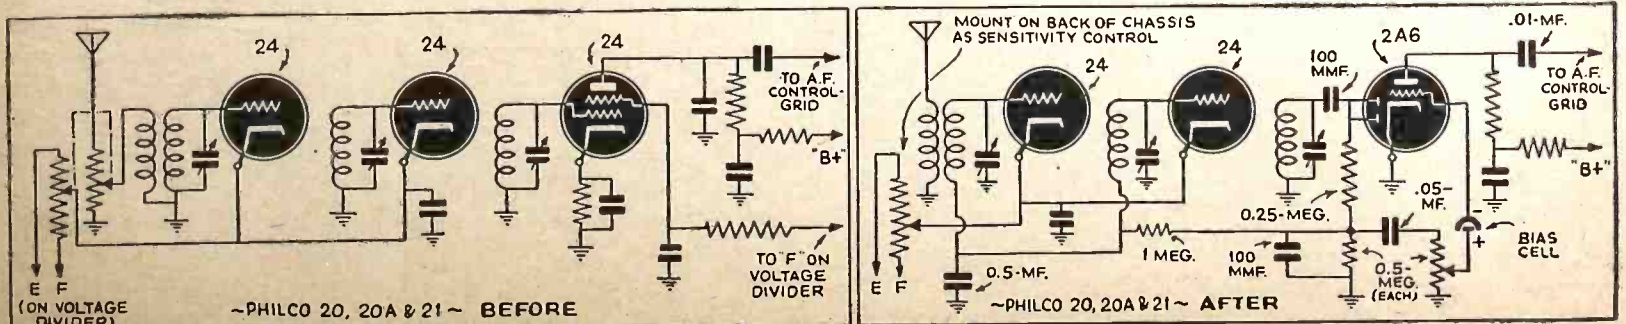 24
24
24
TO A.F.
CONTROL-
GRID
"B+"
TO "F" ON
VOLTAGE
DIVIDER
E F
(ON VOLTAGE
DIVIDER)
~PHILCO 20, 20A & 21~ BEFORE
MOUNT ON BACK OF CHASSIS
AS SENSITIVITY CONTROL
24
24
100
MMF.
2A6
.01-MF.
TO A.F.
CONTROL-
GRID
"B+"
0.25-MEG.
.05-
MF.
-
+
BIAS
CELL
1 MEG.
100
MMF.
0.5-
MEG.
(EACH)
E F
0.5-MF.
~PHILCO 20, 20A & 21~ AFTER